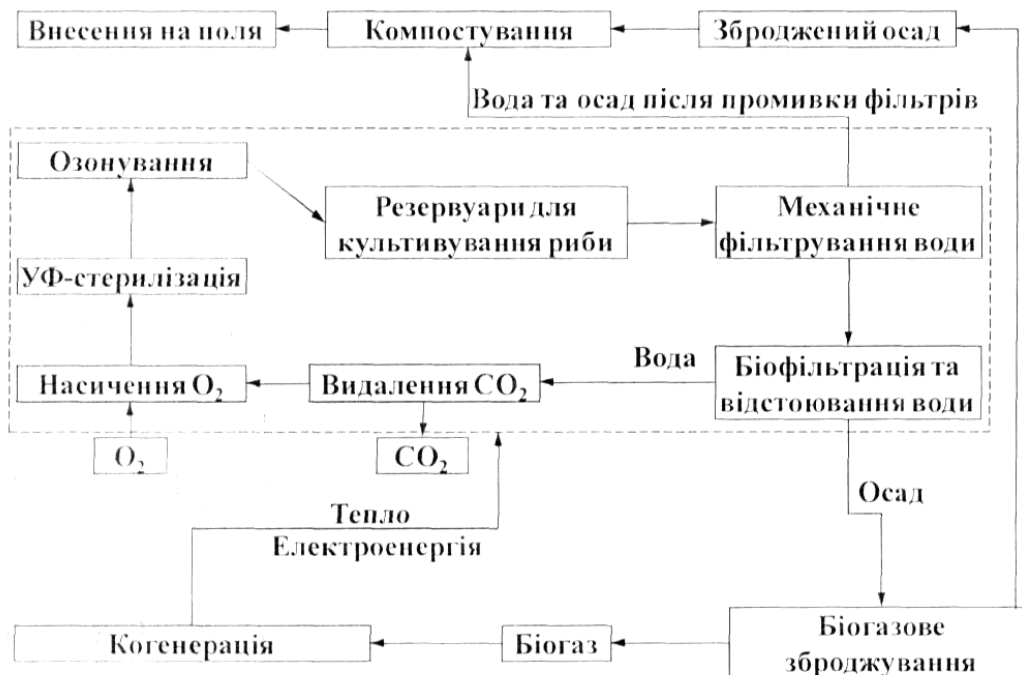 Внесення на поля
Компостування
Зброджений осад
Вода та осад після промивки фільтрів
Озонування
Резервуари для
культивування риби
Механічне
фільтрування води
УФ-стерилізація
Насичення O₂
Видалення CO₂
Вода
Біофільтрація та
відстоювання води
O₂
CO₂
Осад
Тепло
Електроенергія
Когенерація
Біогаз
Біогазове
зброджування